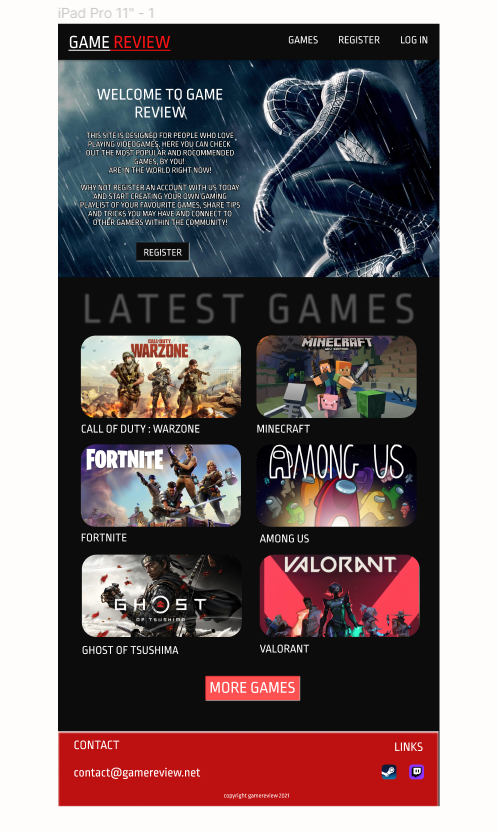 iPad Pro 11" - 1
GAME REVIEW
GAMES REGISTER LOG IN
WELCOME TO GAME
REVIEW
THIS SITE IS DESIGNED FOR PEOPLE WHO LOVE
PLAYING VIDEOGAMES. HERE YOU CAN CHECK
OUT THE MOST POPULAR AND ROCOMMENDED
GAMES, BY YOU!
ARE IN THE WORLD RIGHT NOW!
WHY NOT REGISTER AN ACCOUNT WITH US TODAY
AND START CREATING YOUR OWN GAMING
PLAYLIST OF YOUR FAVOURITE GAMES, SHARE TIPS
AND TRICKS YOU MAY HAVE AND CONNECT TO
OTHER GAMERS WITHIN THE COMMUNITY!
REGISTER
LATEST GAMES
CALL OF DUTY
WARZONE
MINECRAFT
CALL OF DUTY : WARZONE
MINECRAFT
FORTNITE
AMONG US
FORTNITE
AMONG US
GHOST
OF TSUSHIMA
VALORANT
GHOST OF TSUSHIMA
VALORANT
MORE GAMES
CONTACT
LINKS
contact@gamereview.net
copyright gamereview 2021